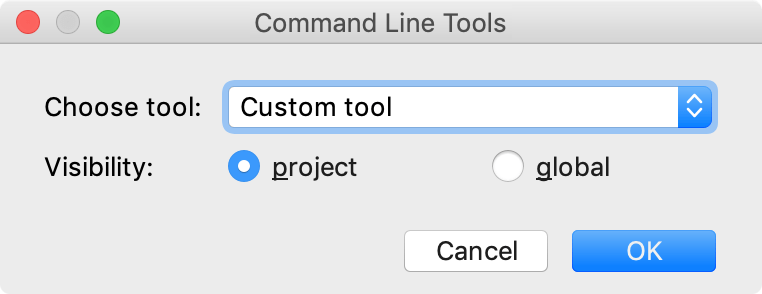 Command Line Tools
Choose tool: Custom tool
Visibility: project global
Cancel OK